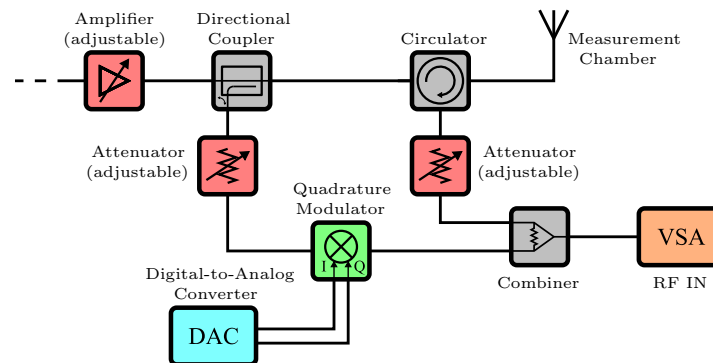 Amplifier
(adjustable)
Directional
Coupler
Circulator
Measurement
Chamber
Attenuator
(adjustable)
Attenuator
(adjustable)
Quadrature
Modulator
I Q
VSA
Combiner
RF IN
Digital-to-Analog
Converter
DAC